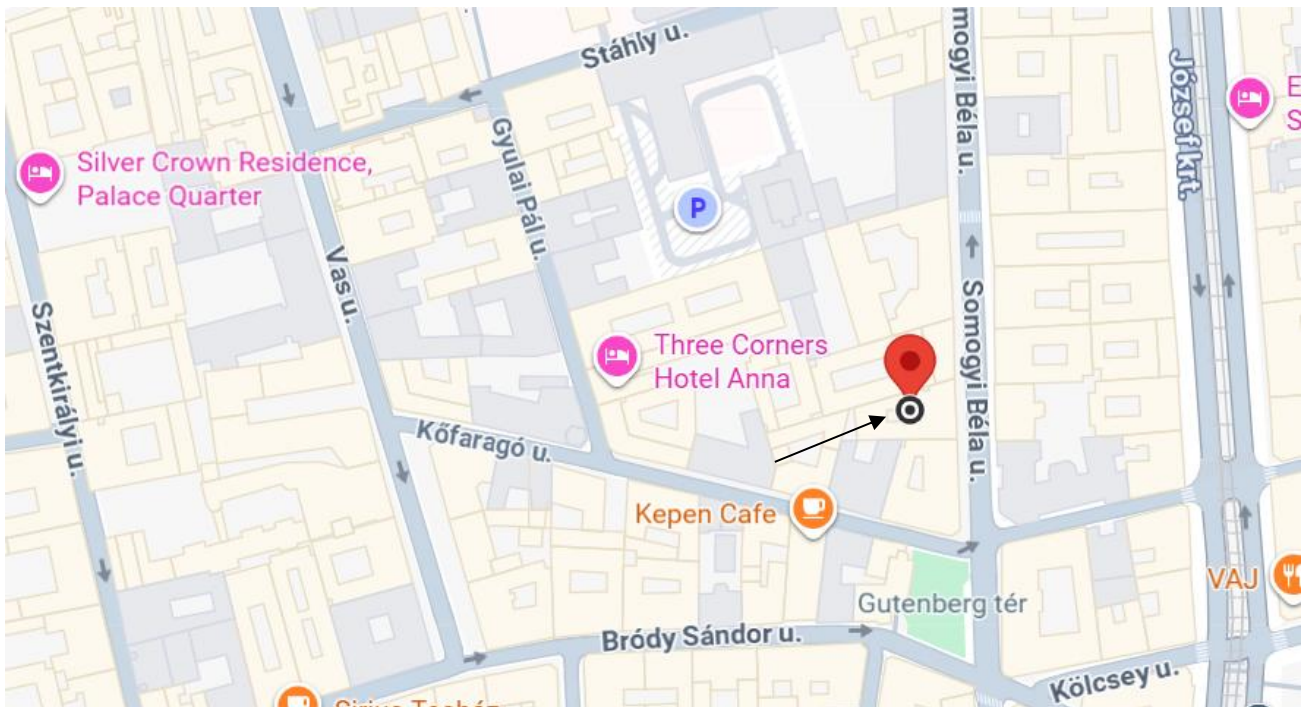 Stáhly u.
mogyi Béla u.
József krt.
E
S
Silver Crown Residence,
Palace Quarter
Gyulai Pál u.
P
Vas u.
Szentkirályi u.
Three Corners
Hotel Anna
Somogyi Béla u.
Kőfaragó u.
Kepen Cafe
VAJ
Gutenberg tér
Bródy Sándor u.
Kölcsey u.